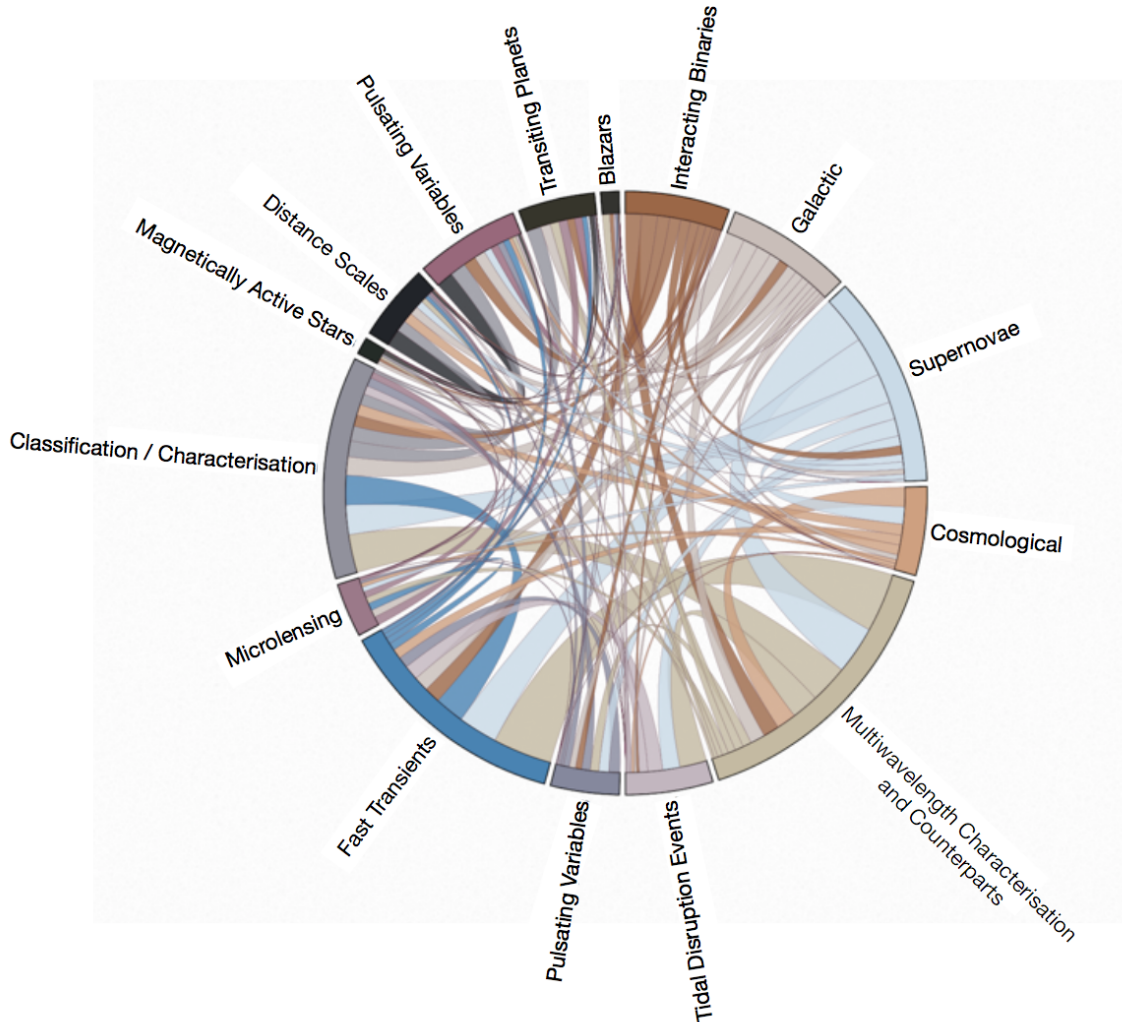 Interacting Binaries
Galactic
Supernovae
Cosmological
Multiwavelength Characterisation
and Counterparts
Tidal Disruption Events
Pulsating Variables
Fast Transients
Microlensing
Classification / Characterisation
Magnetically Active Stars
Distance Scales
Pulsating Variables
Transiting Planets
Blazars